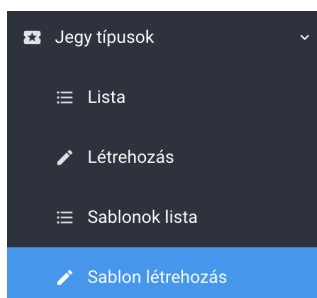 Jegy típusok
Lista
Létrehozás
Sablonok lista
Sablon létrehozás